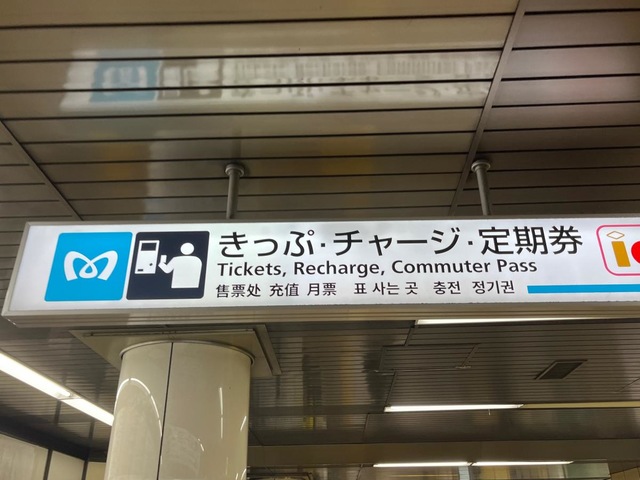 きっぷ・チャージ・定期券
Tickets, Recharge, Commuter Pass
售票处 充值 月票 표 사는 곳 충전 정기권